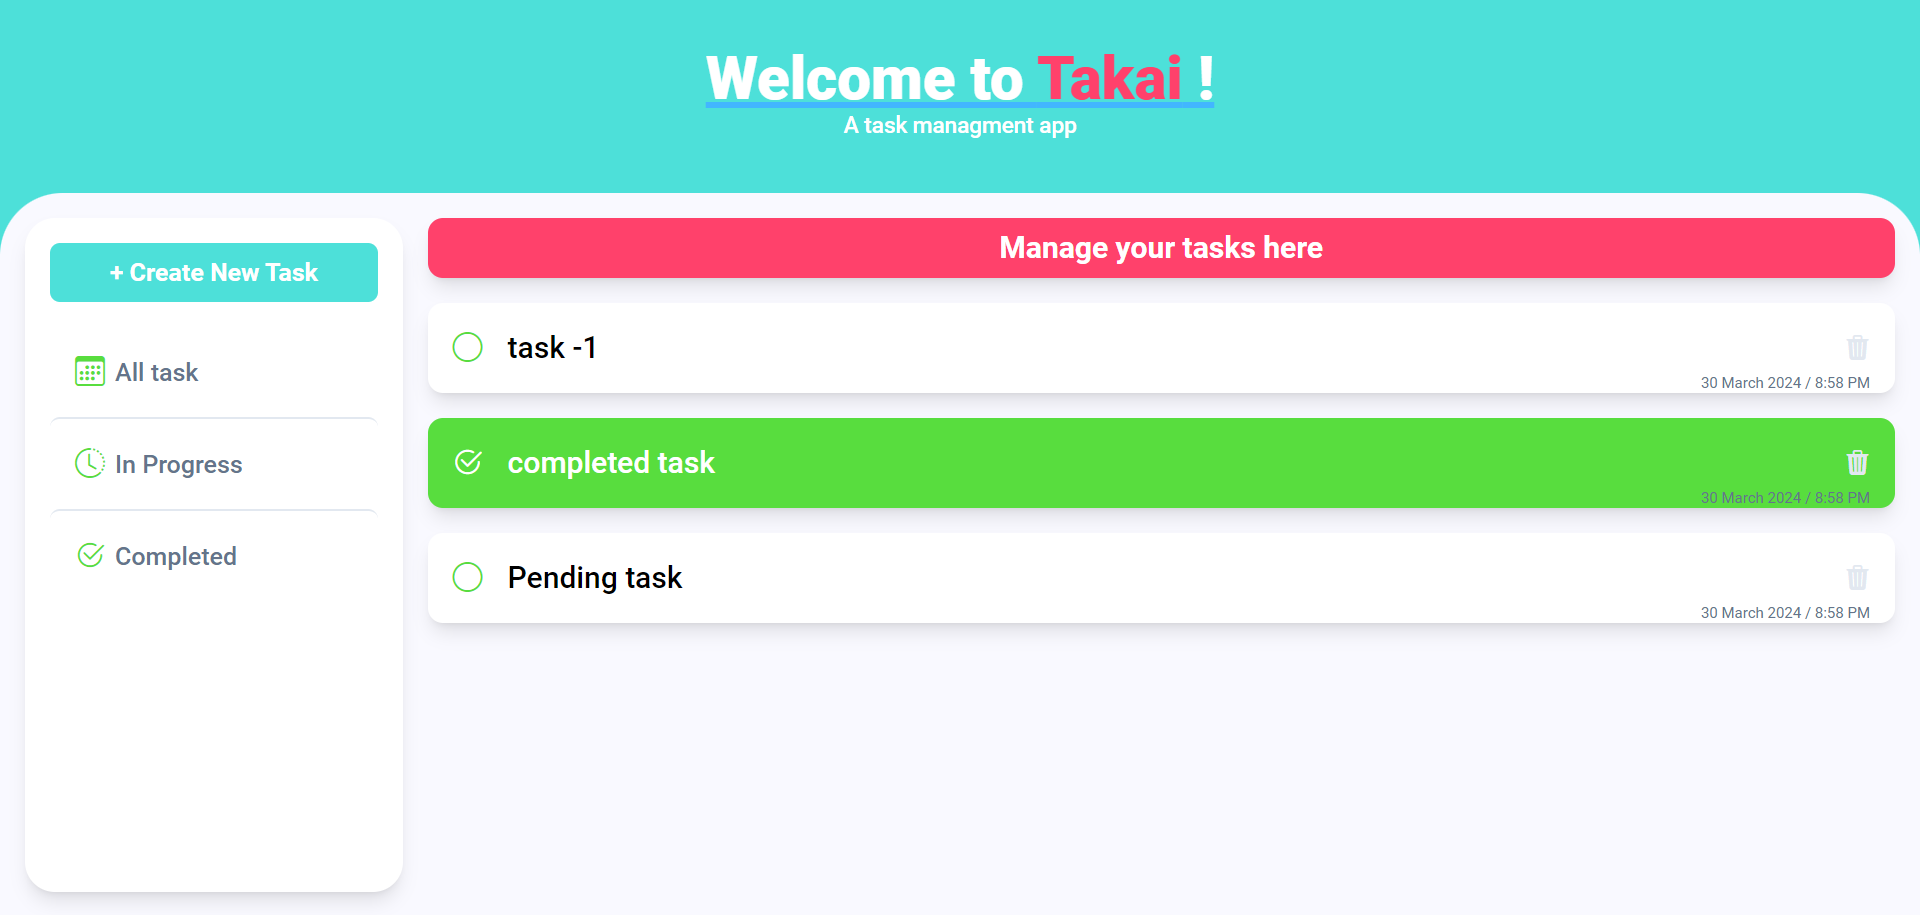 Welcome to Takai !
A task managment app
+ Create New Task
All task
In Progress
Completed
Manage your tasks here
task -1
30 March 2024 / 8:58 PM
completed task
30 March 2024 / 8:58 PM
Pending task
30 March 2024 / 8:58 PM